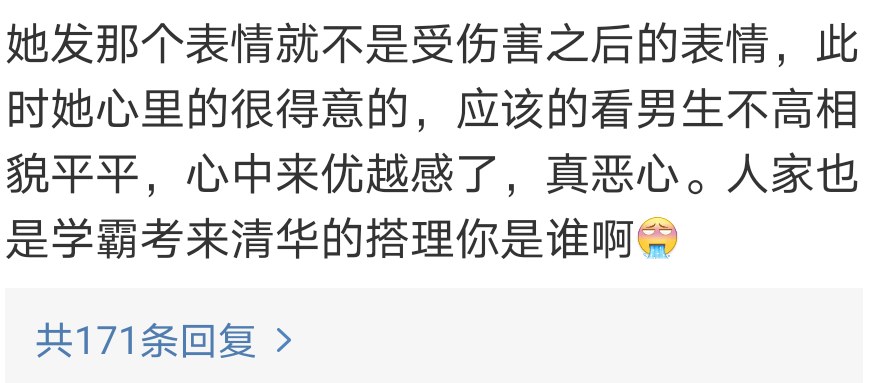 她发那个表情就不是受伤害之后的表情，此
时她心里的很得意的，应该的看男生不高相
貌平平，心中来优越感了，真恶心。人家也
是学霸考来清华的搭理你是谁啊
共171条回复 >